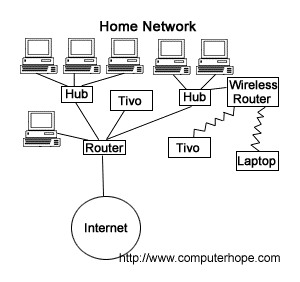 Home Network
Hub
Tivo
Hub
Wireless
Router
Router
Tivo
Laptop
Internet
http://www.computerhope.com